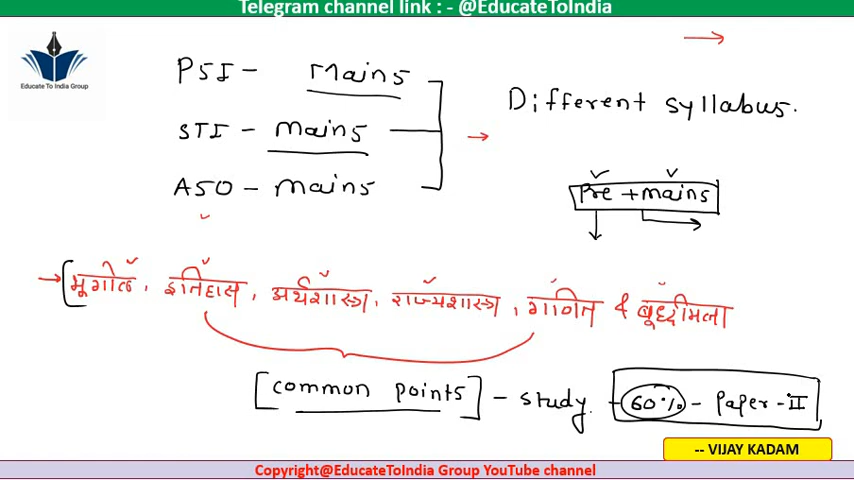 Telegram channel link : - @EducateToIndia
Educate To India Group
PSI - Mains
STI - mains
ASO - mains
Different syllabus.
Pre + mains
भूगोल, इतिहास, अर्थशास्त्र, राज्यशास्त्र, गणित & बुद्धीमत्ता
[common points] - study - 60% - Paper - II
-- VIJAY KADAM
Copyright@EducateToIndia Group YouTube channel